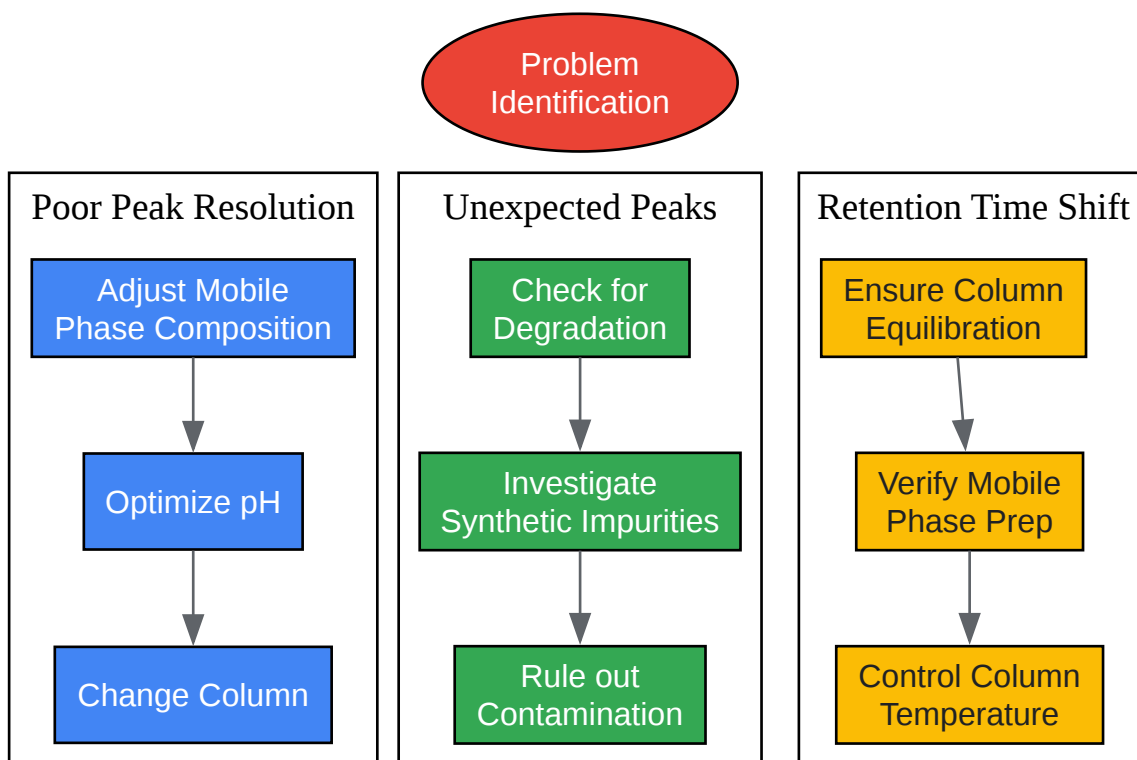 Problem
Identification
Poor Peak Resolution
Adjust Mobile
Phase Composition
Optimize pH
Change Column
Unexpected Peaks
Check for
Degradation
Investigate
Synthetic Impurities
Rule out
Contamination
Retention Time Shift
Ensure Column
Equilibration
Verify Mobile
Phase Prep
Control Column
Temperature